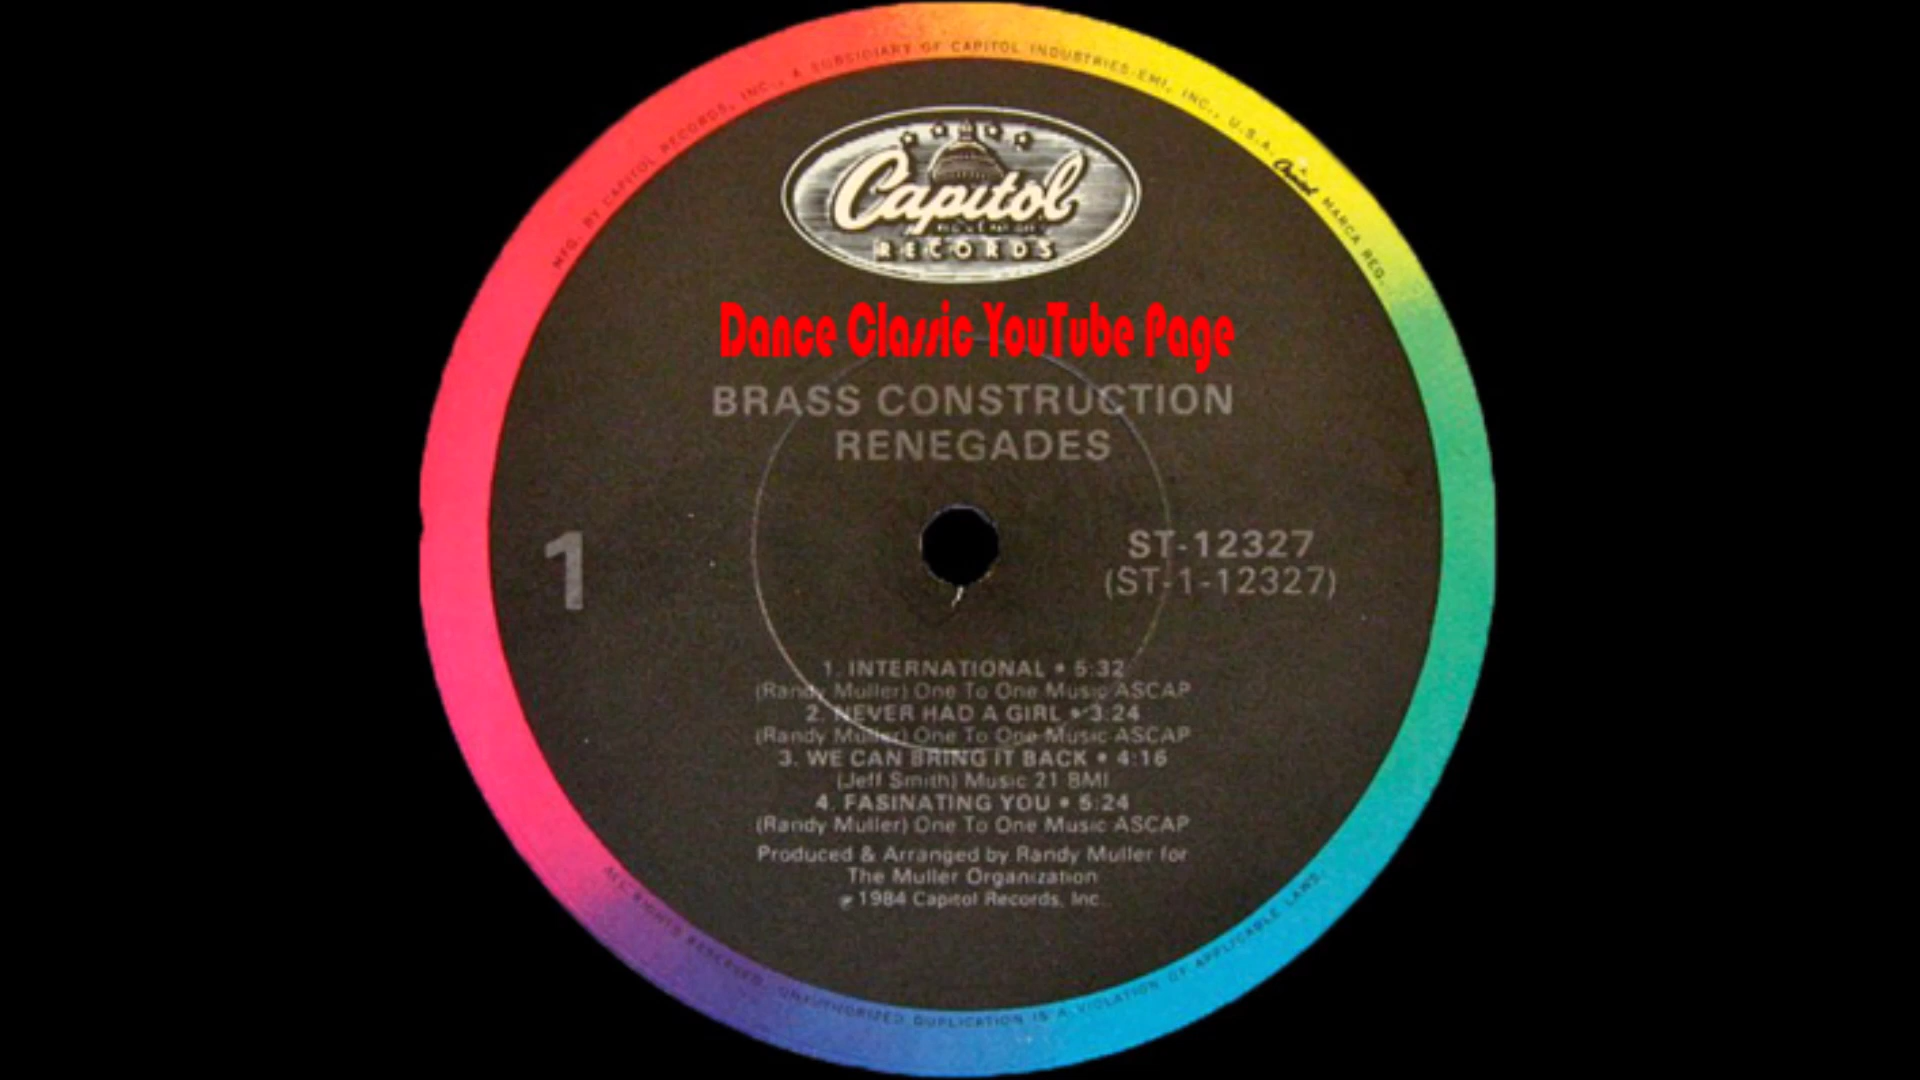 MFG. BY CAPITOL RECORDS, INC., A SUBSIDIARY OF CAPITOL INDUSTRIES-EMI, INC., U.S.A. Capitol MARCA REG.
Capitol
RECORDS
Dance Classic YouTube Page
BRASS CONSTRUCTION
RENEGADES
1
ST-12327
(ST-1-12327)
1. INTERNATIONAL • 5:32
(Randy Muller) One To One Music ASCAP
2. NEVER HAD A GIRL • 3:24
(Randy Muller) One To One Music ASCAP
3. WE CAN BRING IT BACK • 4:16
(Jeff Smith) Music 21 BMI
4. FASINATING YOU • 5:24
(Randy Muller) One To One Music ASCAP
Produced & Arranged by Randy Muller for
The Muller Organization
℗ 1984 Capitol Records, Inc.
ALL RIGHTS RESERVED. UNAUTHORIZED DUPLICATION IS A VIOLATION OF APPLICABLE LAWS.